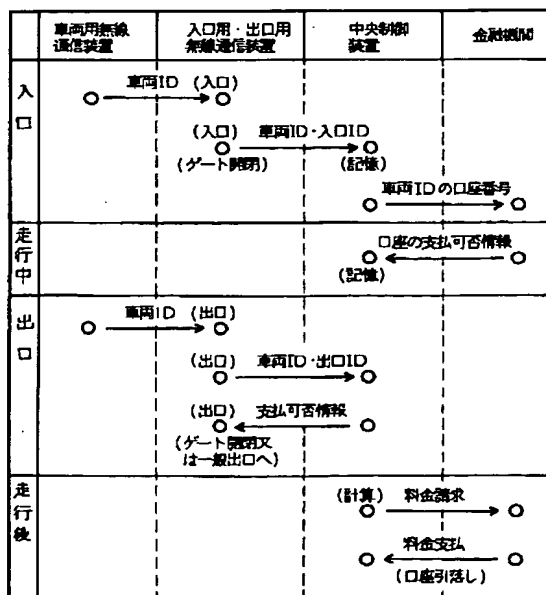 車両用無線
通信装置
入口用・出口用
無線通信装置
中央制御
装置
金融機関
入口
車両ID (入口)
(入口) 車両ID・入口ID
(ゲート開閉) (記憶)
車両IDの口座番号
走行中
口座の支払可否情報
(記憶)
出口
車両ID (出口)
(出口) 車両ID・出口ID
(出口) 支払可否情報
(ゲート開閉又
は一般出口へ)
走行後
(計算) 料金請求
料金支払
(口座引落し)